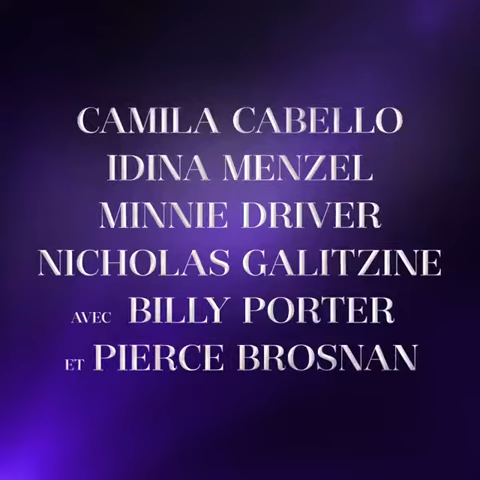 CAMILA CABELLO
IDINA MENZEL
MINNIE DRIVER
NICHOLAS GALITZINE
AVEC BILLY PORTER
ET PIERCE BROSNAN